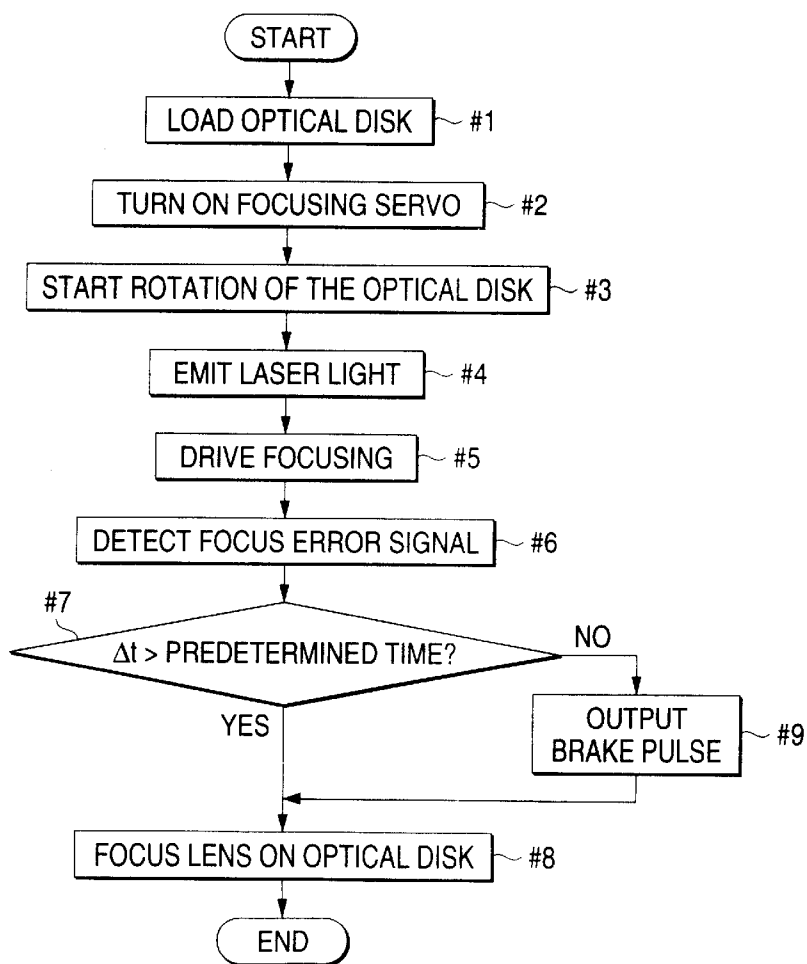 START
LOAD OPTICAL DISK #1
TURN ON FOCUSING SERVO #2
START ROTATION OF THE OPTICAL DISK #3
EMIT LASER LIGHT #4
DRIVE FOCUSING #5
DETECT FOCUS ERROR SIGNAL #6
#7
Δt > PREDETERMINED TIME?
NO
YES
OUTPUT
BRAKE PULSE #9
FOCUS LENS ON OPTICAL DISK #8
END